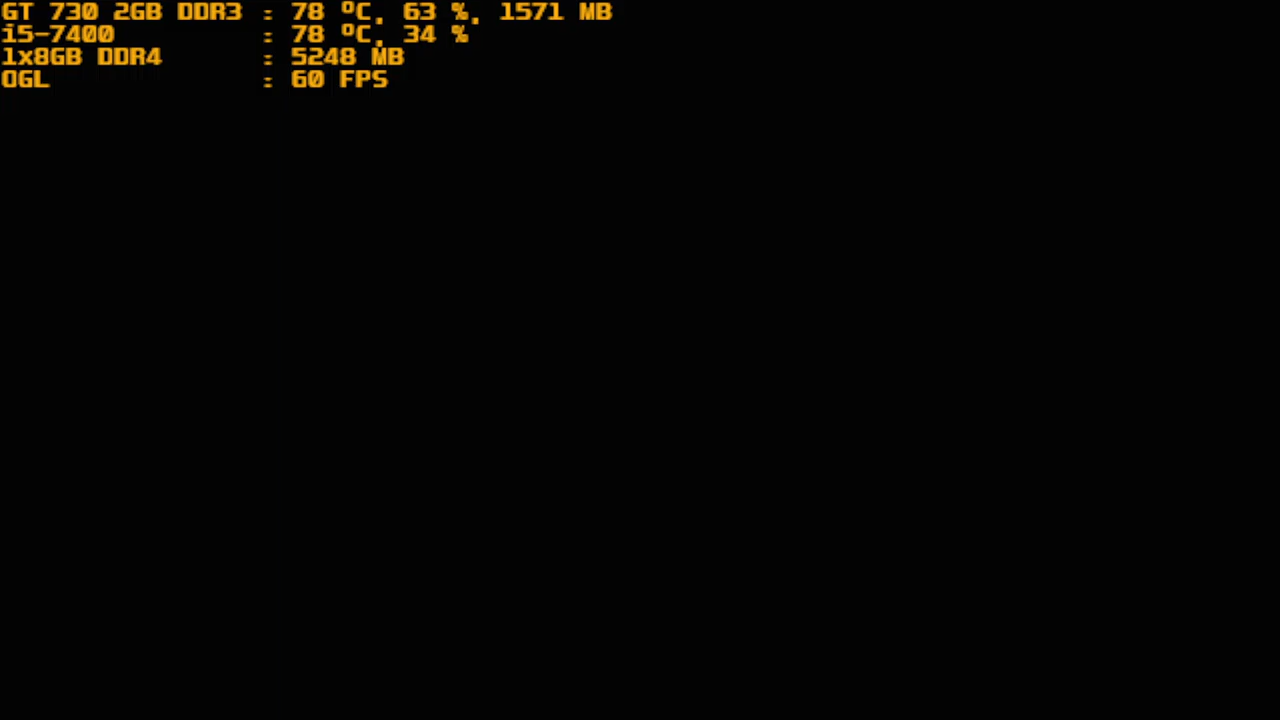 GT 730 2GB DDR3 : 78 ºC, 63 %, 1571 MB
i5-7400 : 78 ºC, 34 %
1x8GB DDR4 : 5248 MB
OGL : 60 FPS